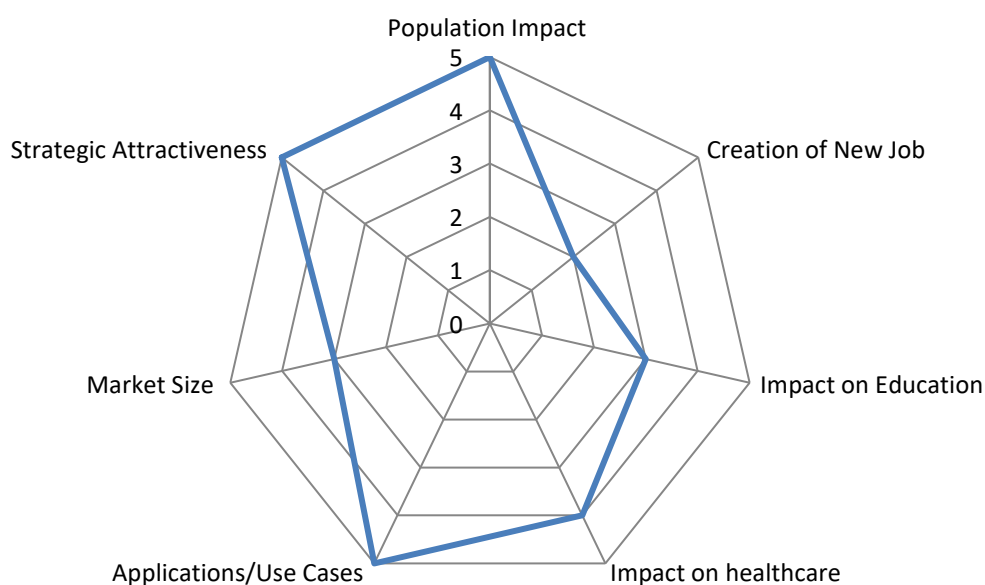 Population Impact
5
4
Strategic Attractiveness
Creation of New Job
3
2
1
0
Market Size
Impact on Education
Applications/Use Cases
Impact on healthcare